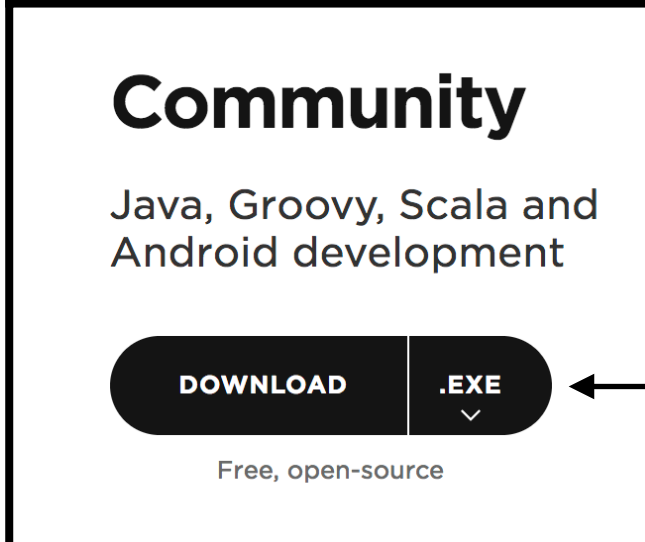 Community
Java, Groovy, Scala and
Android development
DOWNLOAD .EXE
Free, open-source